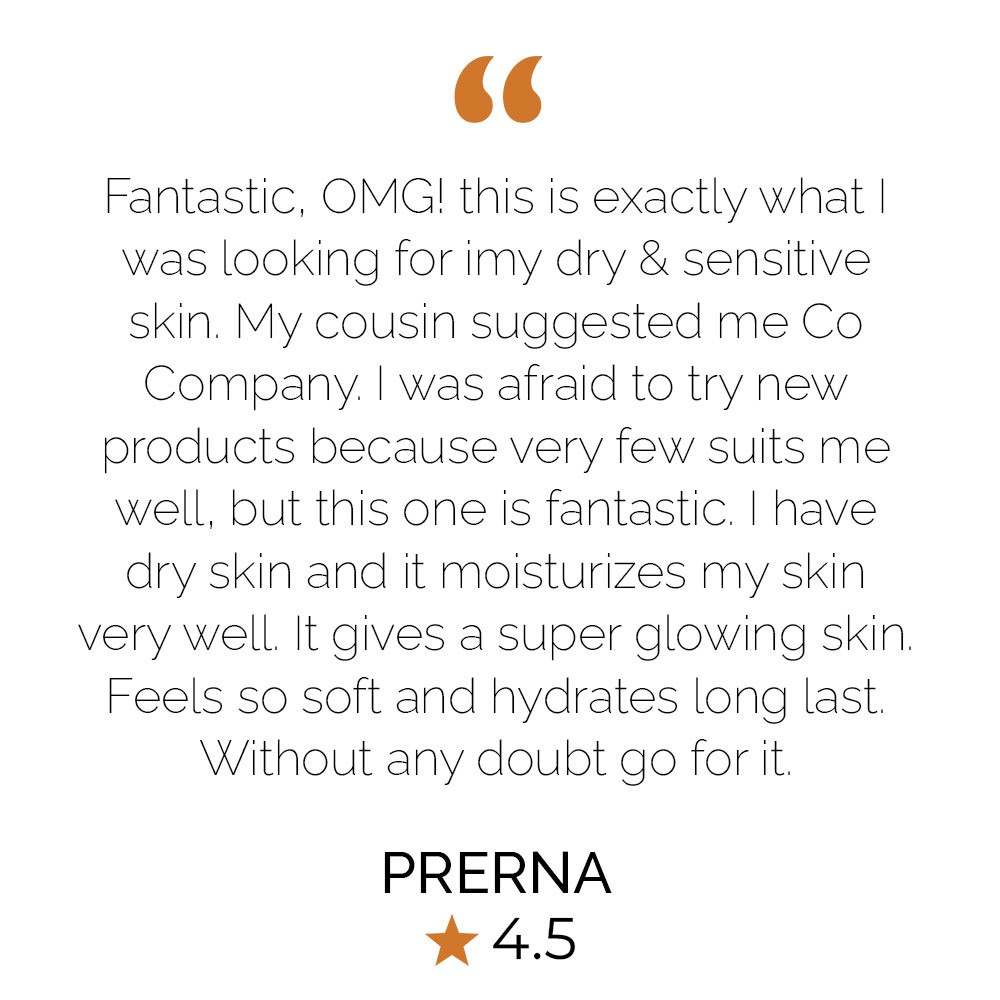 “
Fantastic, OMG! this is exactly what I
was looking for imy dry & sensitive
skin. My cousin suggested me Co
Company. I was afraid to try new
products because very few suits me
well, but this one is fantastic. I have
dry skin and it moisturizes my skin
very well. It gives a super glowing skin.
Feels so soft and hydrates long last.
Without any doubt go for it.
PRERNA
★ 4.5